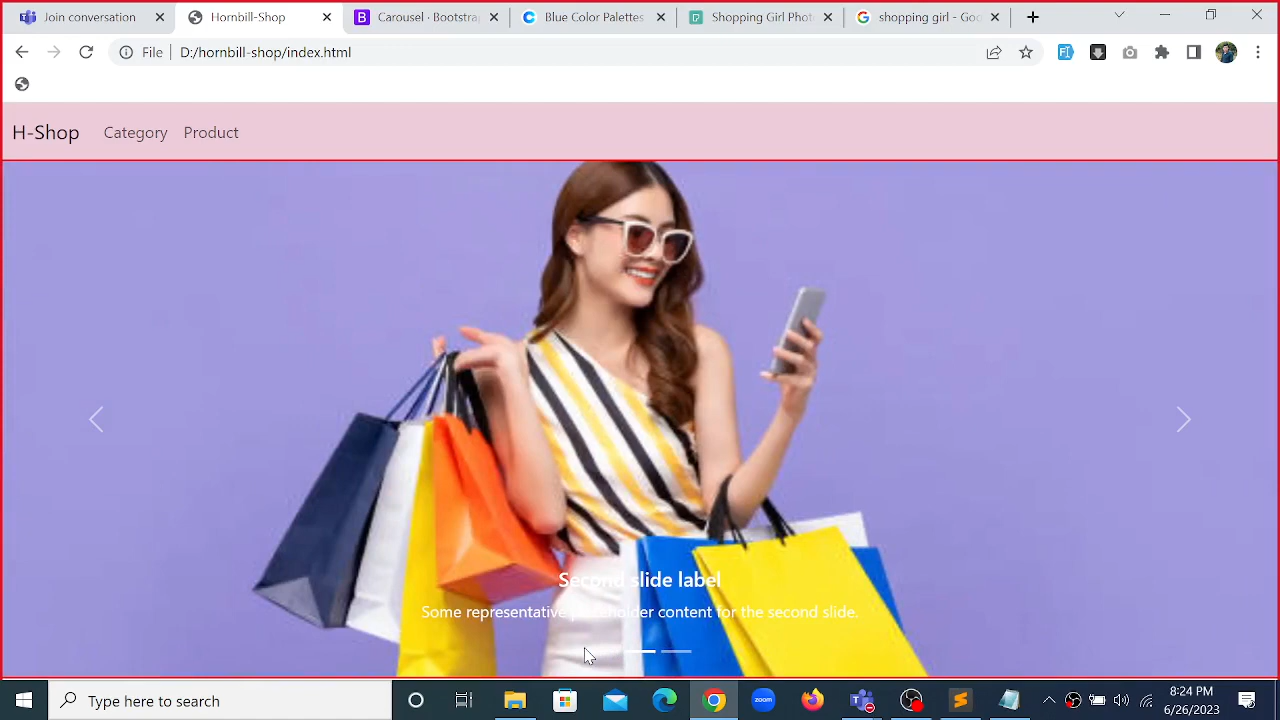 Join conversation
Hornbill-Shop
Carousel · Bootstrap
Blue Color Palettes
Shopping Girl Phot
shopping girl - Goo
File
D:/hornbill-shop/index.html
H-Shop
Category
Product
Second slide label
Some representative placeholder content for the second slide.
Type here to search
zoom
8:24 PM
6/26/2023